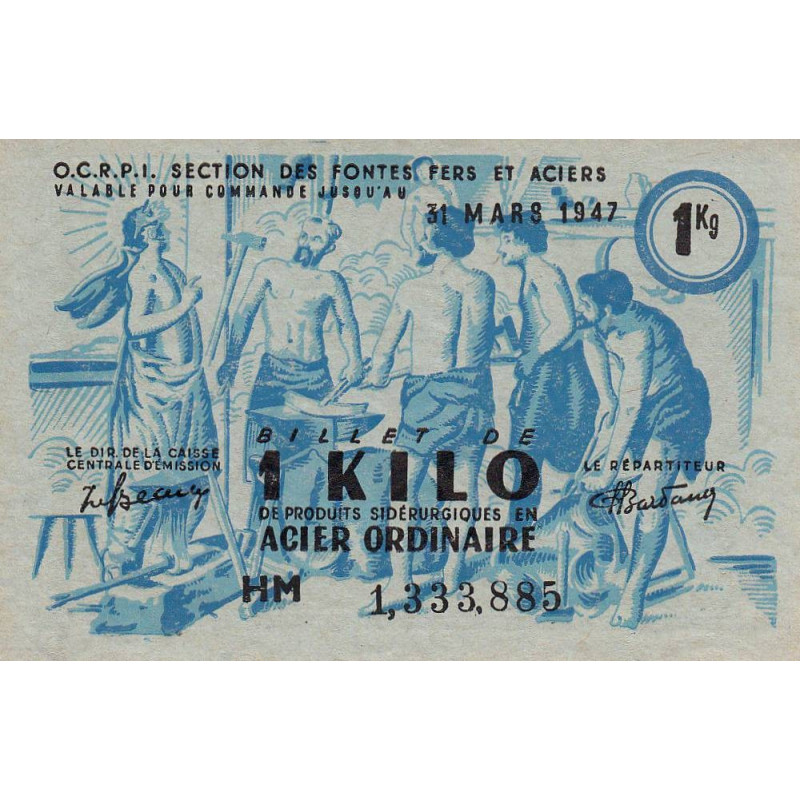 O.C.R.P.I. SECTION DES FONTES FERS ET ACIERS
VALABLE POUR COMMANDE JUSQU'AU
31 MARS 1947
1Kg
BILLET DE
1 KILO
DE PRODUITS SIDÉRURGIQUES EN
ACIER ORDINAIRE
LE DIR. DE LA CAISSE
CENTRALE D'ÉMISSION
LE RÉPARTITEUR
HM 1,333,885